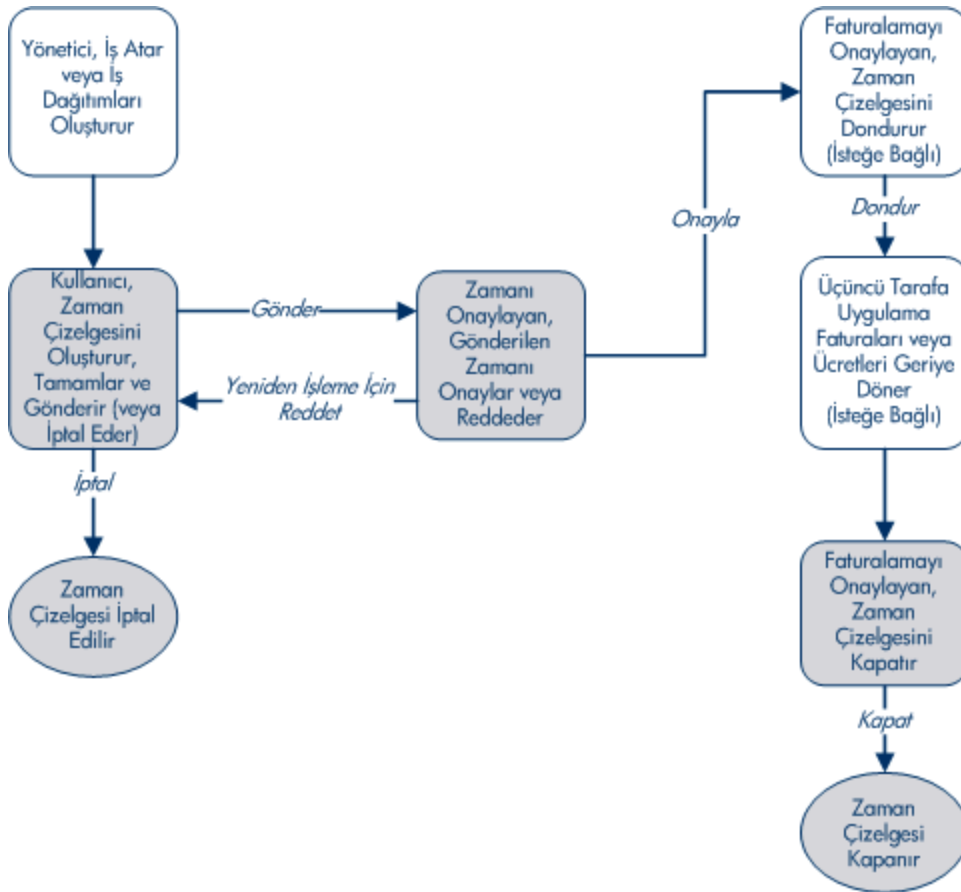 Yönetici, İş Atar
veya İş
Dağıtımları
Oluşturur
Kullanıcı,
Zaman
Çizelgesini
Oluşturur,
Tamamlar ve
Gönderir (veya
İptal Eder)
İptal
Zaman
Çizelgesi İptal
Edilir
Gönder
Yeniden İşleme İçin
Reddet
Zamanı
Onaylayan,
Gönderilen
Zamanı
Onaylar veya
Reddeder
Onayla
Faturalamayı
Onaylayan,
Zaman
Çizelgesini
Dondurur
(İsteğe Bağlı)
Dondur
Üçüncü Tarafa
Uygulama
Faturaları veya
Ücretleri Geriye
Döner
(İsteğe Bağlı)
Faturalamayı
Onaylayan,
Zaman
Çizelgesini
Kapatır
Kapat
Zaman
Çizelgesi
Kapanır